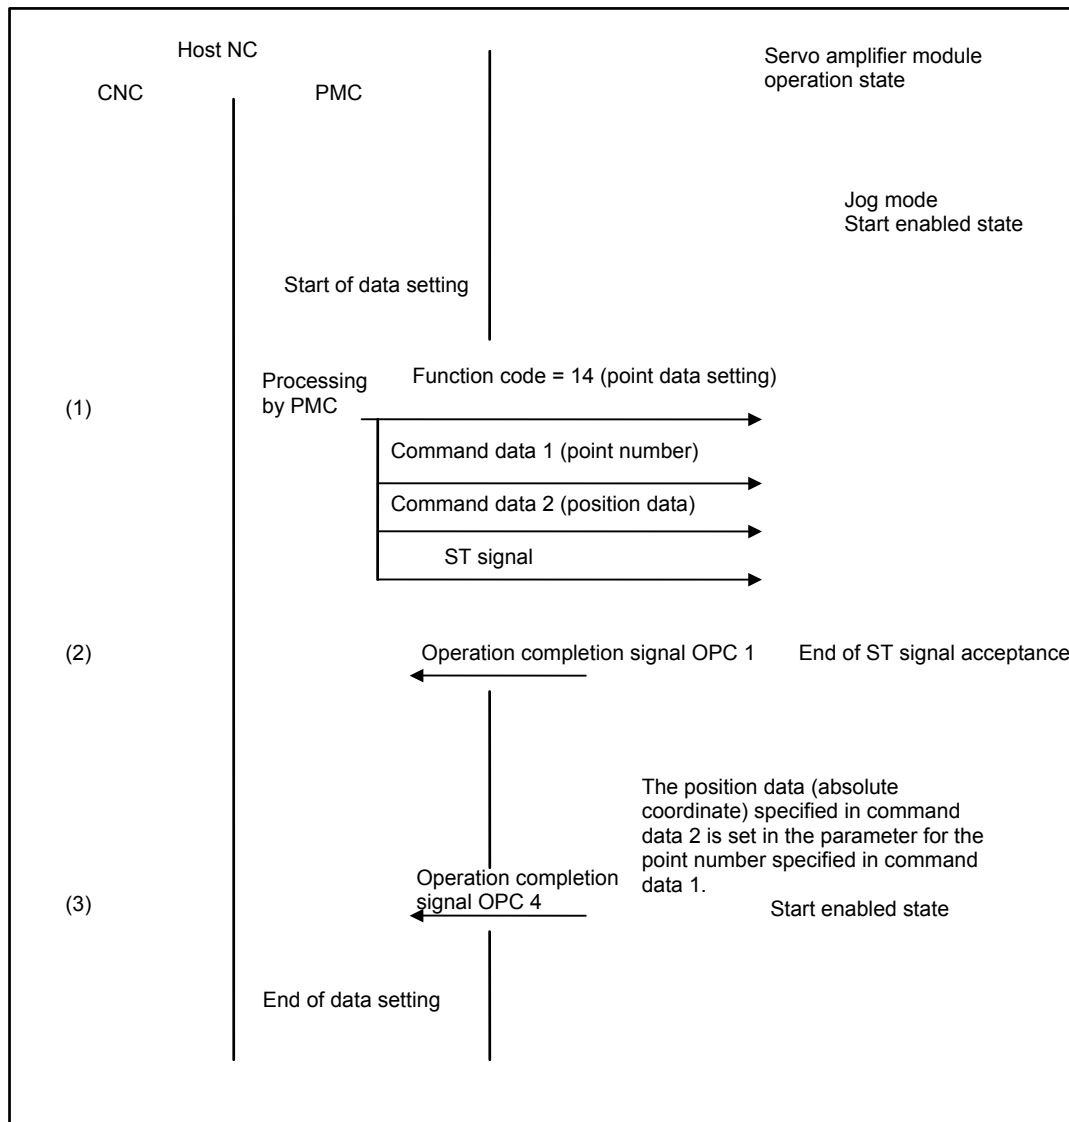 Host NC
Servo amplifier module
operation state
CNC
PMC
Jog mode
Start enabled state
Start of data setting
Function code = 14 (point data setting)
Processing
by PMC
(1)
Command data 1 (point number)
Command data 2 (position data)
ST signal
(2)
Operation completion signal OPC 1
End of ST signal acceptance
The position data (absolute
coordinate) specified in command
data 2 is set in the parameter for the
point number specified in command
data 1.
Operation completion
signal OPC 4
(3)
Start enabled state
End of data setting